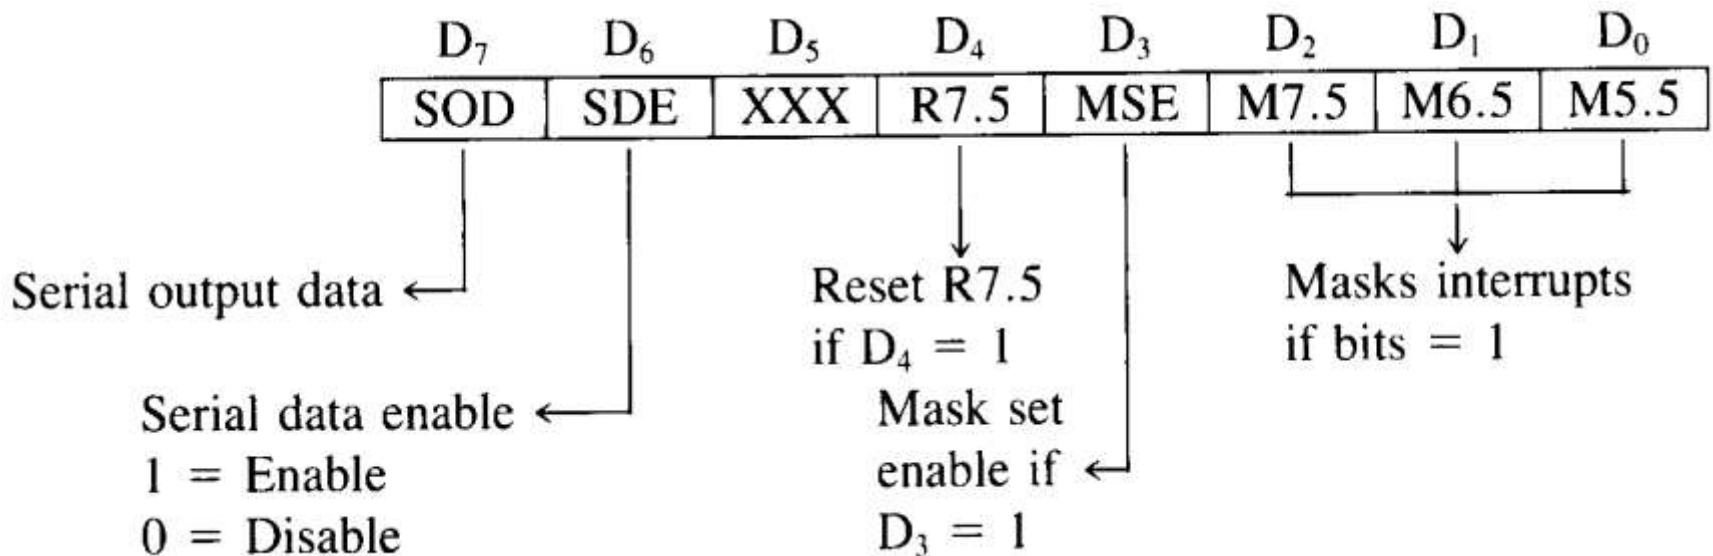 D₇ D₆ D₅ D₄ D₃ D₂ D₁ D₀
SOD SDE XXX R7.5 MSE M7.5 M6.5 M5.5
Serial output data
Reset R7.5
if D₄ = 1
Masks interrupts
if bits = 1
Serial data enable
1 = Enable
0 = Disable
Mask set
enable if
D₃ = 1